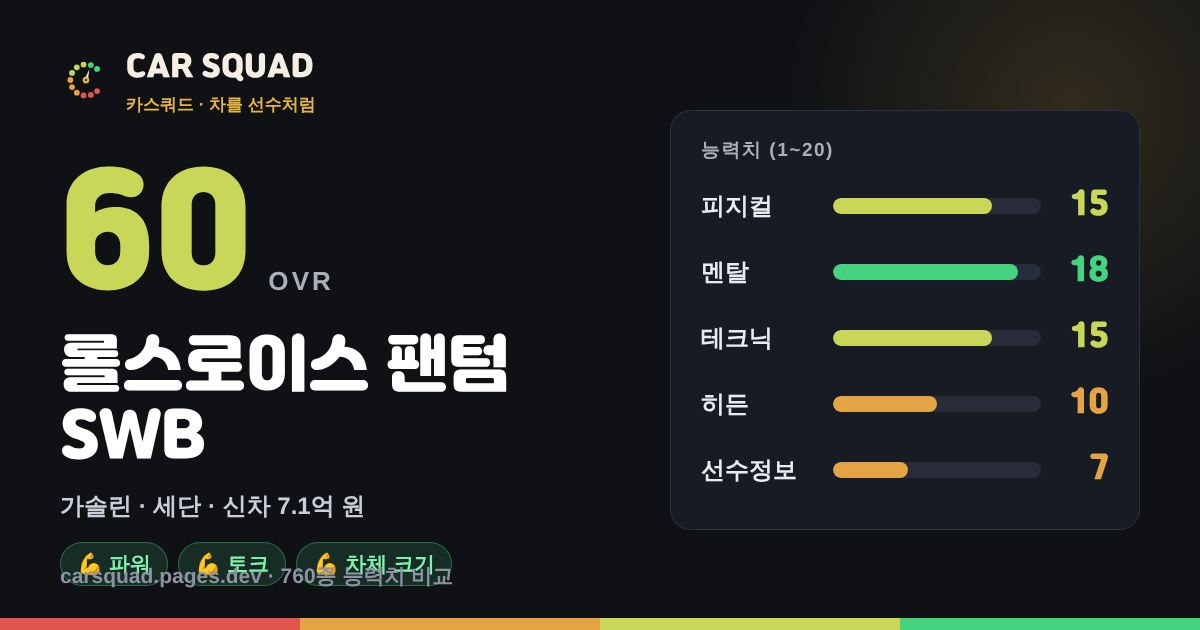 CAR SQUAD
카스쿼드 · 차를 선수처럼
60 OVR
롤스로이스 팬텀
SWB
가솔린 · 세단 · 신차 7.1억 원
💪 파워 💪 토크 💪 차체 크기
carsquad.pages.dev · 760종 능력치 비교
능력치 (1~20)
피지컬 15
멘탈 18
테크닉 15
히든 10
선수정보 7